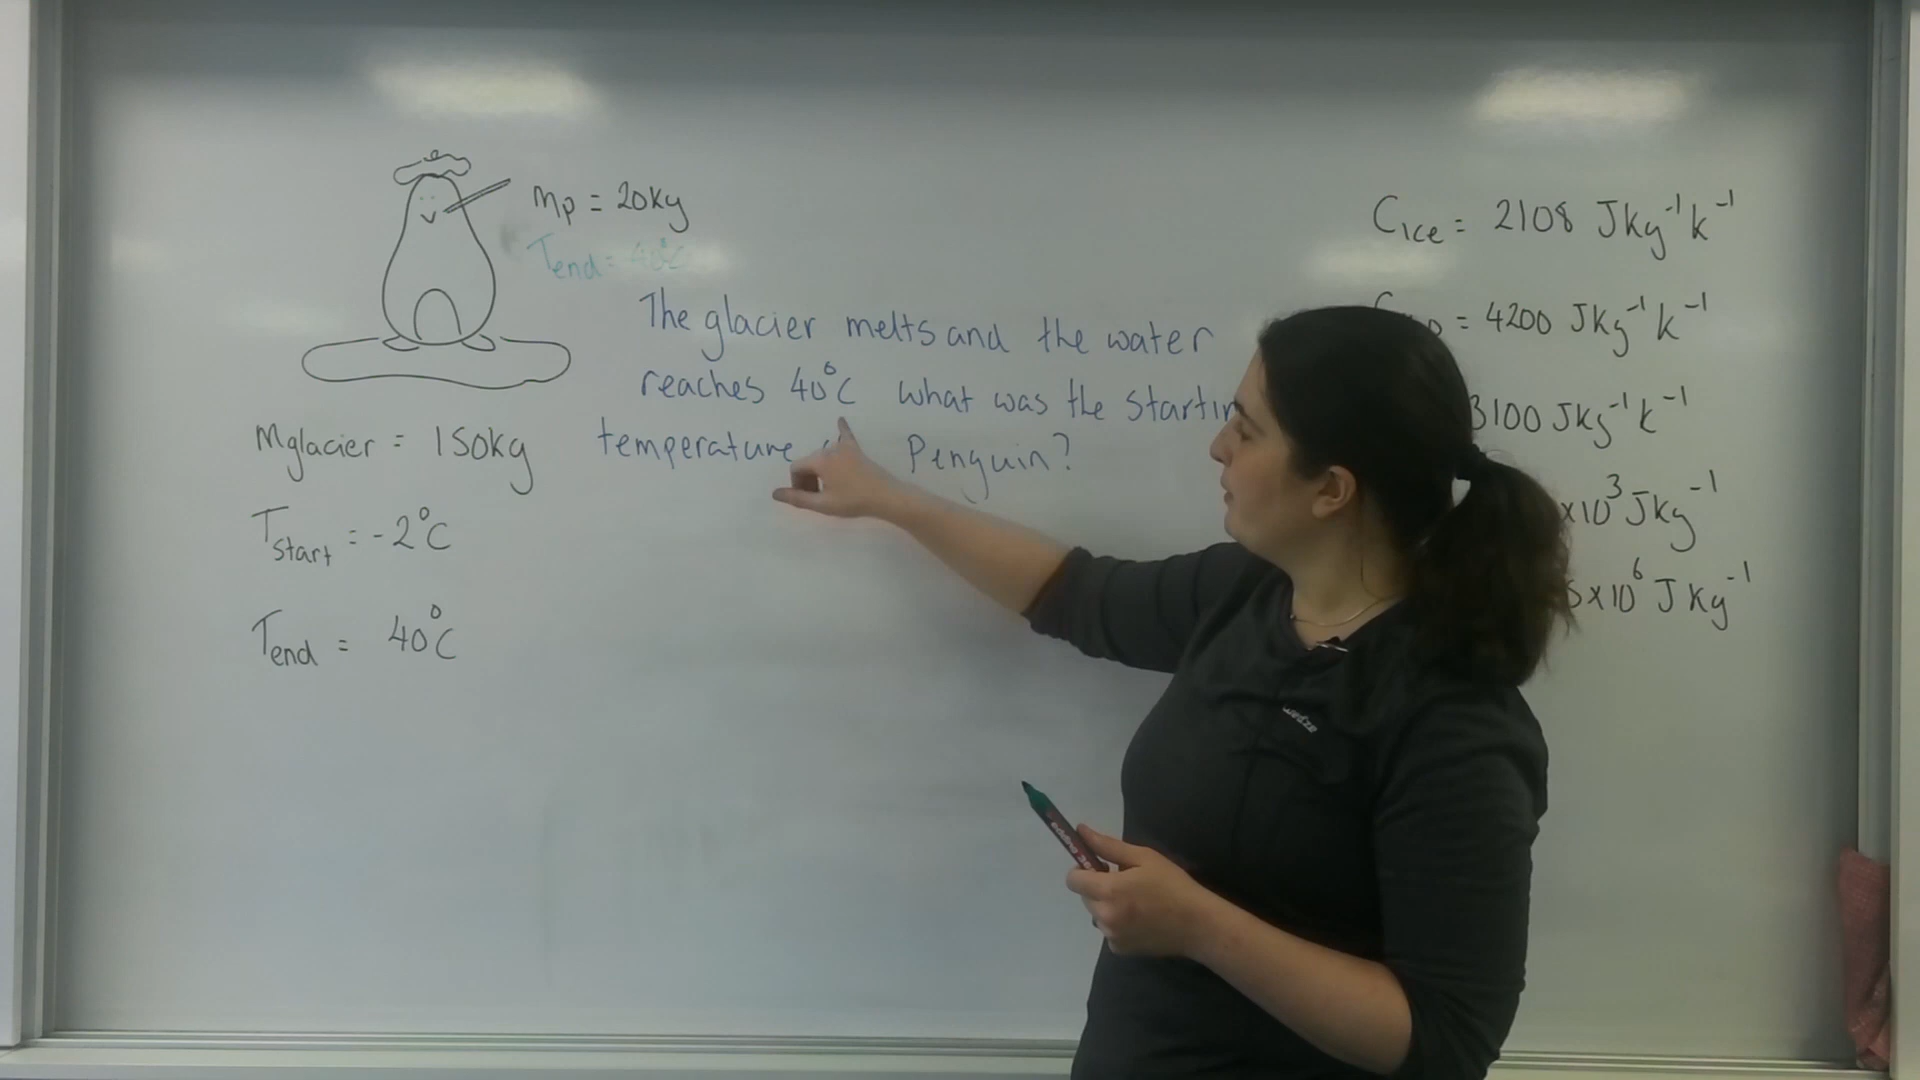 mp = 20kg
Tend = 40°C
The glacier melts and the water
reaches 40°C what was the
temperature Penguin?
Mglacier = 150kg
Tstart = -2°C
Tend = 40°C
Cice = 2108 Jkg⁻¹k⁻¹
= 4200 Jkg⁻¹k⁻¹
3100 Jkg⁻¹k⁻¹
x10³ Jkg⁻¹
x10⁶ Jkg⁻¹
wedze